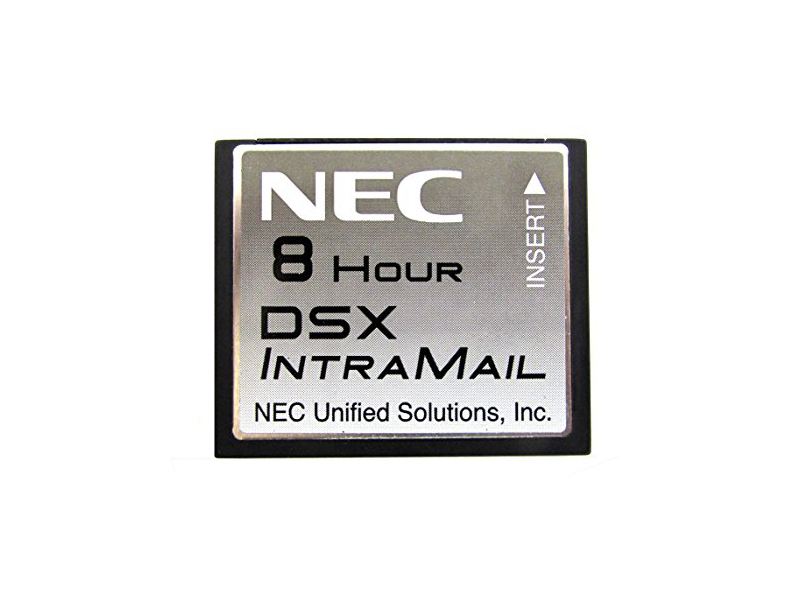 NEC
INSERT
8 HOUR
DSX
INTRAMAIL
NEC Unified Solutions, Inc.